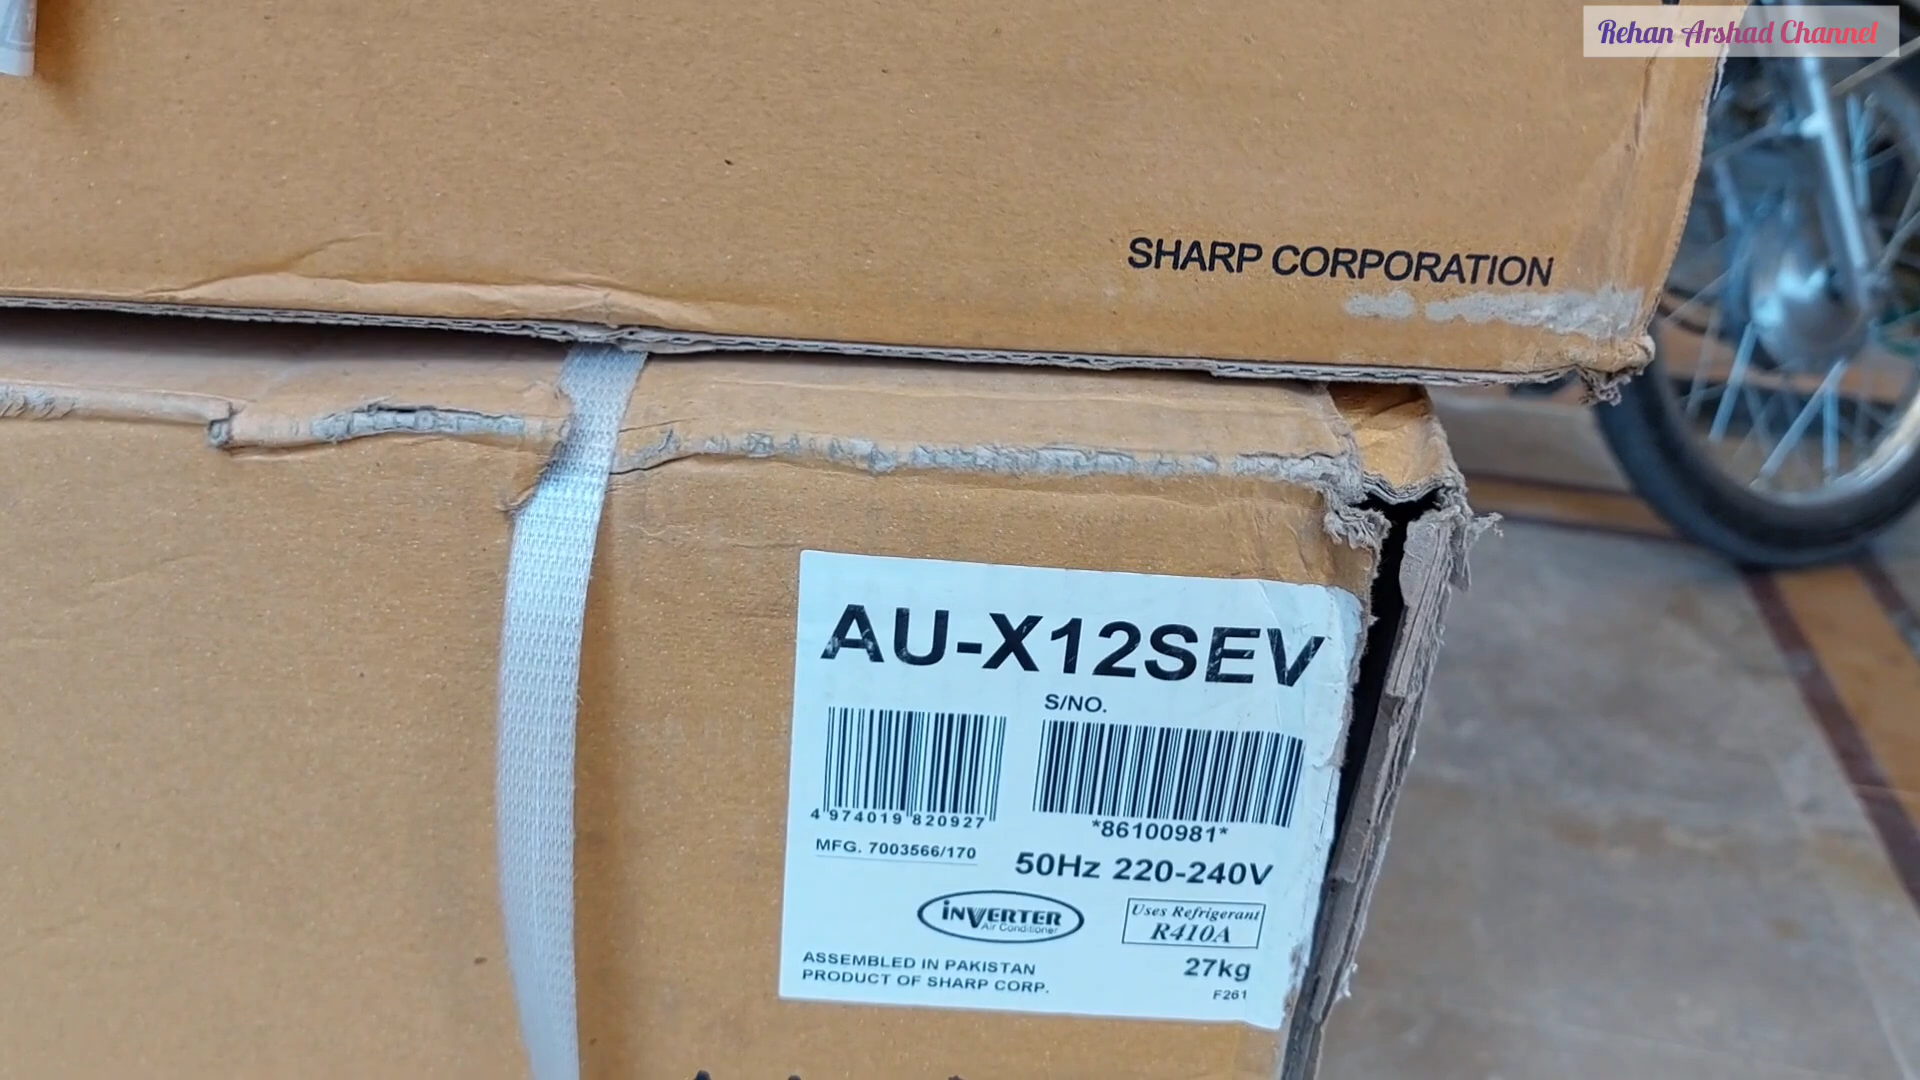 Rehan Arshad Channel
SHARP CORPORATION
AU-X12SEV
S/NO.
4 974019 820927
*86100981*
MFG. 7003566/170
50Hz 220-240V
INVERTER
Air Conditioner
Uses Refrigerant
R410A
ASSEMBLED IN PAKISTAN
PRODUCT OF SHARP CORP.
27kg
F261